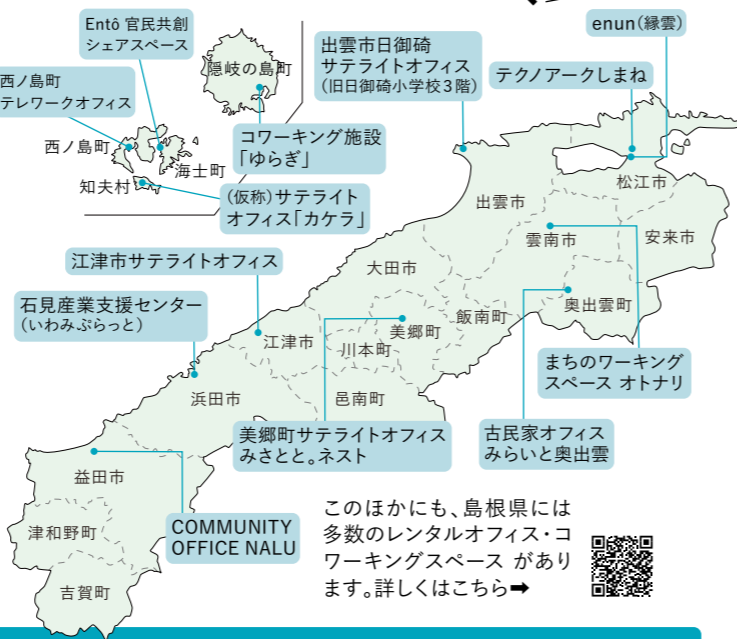 Entô 官民共創
シェアスペース
西ノ島町
テレワークオフィス
隠岐の島町
西ノ島町
海士町
知夫村
コワーキング施設
「ゆらぎ」
(仮称)サテライト
オフィス「カケラ」
出雲市日御碕
サテライトオフィス
(旧日御碕小学校3階)
enun(縁雲)
テクノアークしまね
松江市
出雲市
雲南市
安来市
江津市サテライトオフィス
大田市
奥出雲町
石見産業支援センター
(いわみぷらっと)
飯南町
美郷町
江津市
川本町
まちのワーキング
スペース オトナリ
浜田市
邑南町
美郷町サテライトオフィス
みさとと。ネスト
古民家オフィス
みらいと奥出雲
益田市
COMMUNITY
OFFICE NALU
津和野町
吉賀町
このほかにも、島根県には
多数のレンタルオフィス・コ
ワーキングスペース があり
ます。詳しくはこちら➡